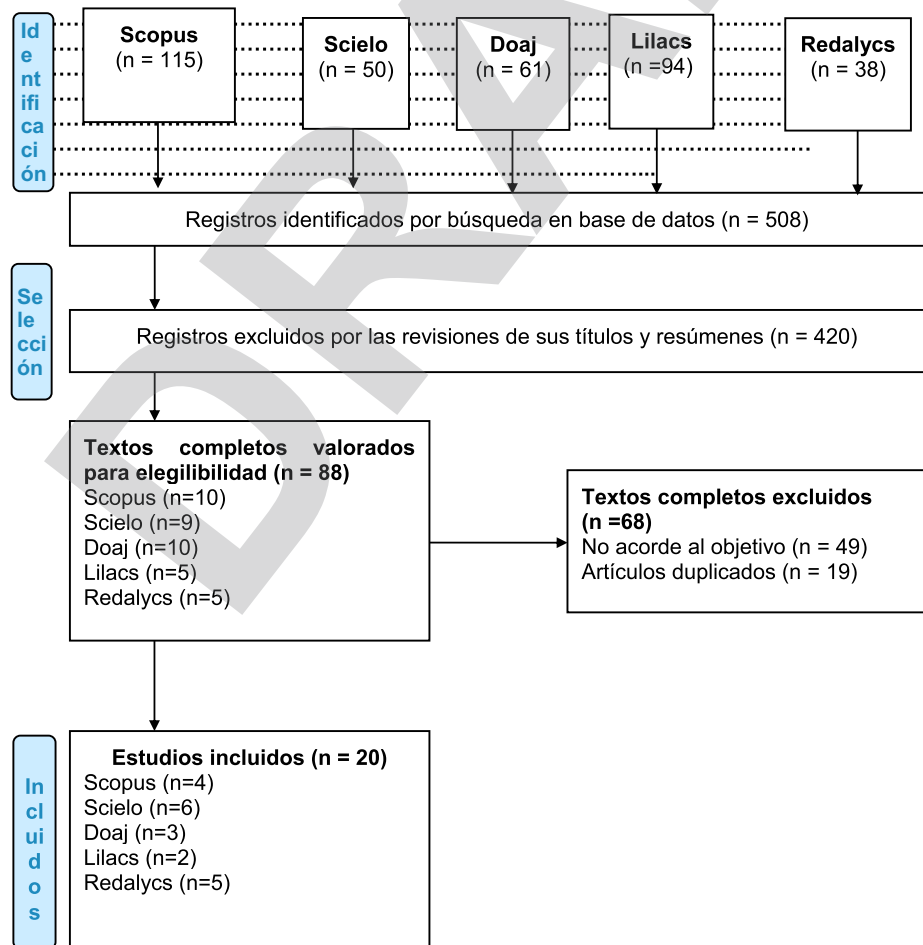 Id
e
nt
ifi
ca
ci
ón
Scopus
(n = 115)
Scielo
(n = 50)
Doaj
(n = 61)
Lilacs
(n =94)
Redalycs
(n = 38)
Registros identificados por búsqueda en base de datos (n = 508)
Se
le
cci
ón
Registros excluidos por las revisiones de sus títulos y resúmenes (n = 420)
Textos completos valorados
para elegilibilidad (n = 88)
Scopus (n=10)
Scielo (n=9)
Doaj (n=10)
Lilacs (n=5)
Redalycs (n=5)
Textos completos excluidos
(n =68)
No acorde al objetivo (n = 49)
Artículos duplicados (n = 19)
In
cl
ui
d
o
s
Estudios incluidos (n = 20)
Scopus (n=4)
Scielo (n=6)
Doaj (n=3)
Lilacs (n=2)
Redalycs (n=5)
DRA